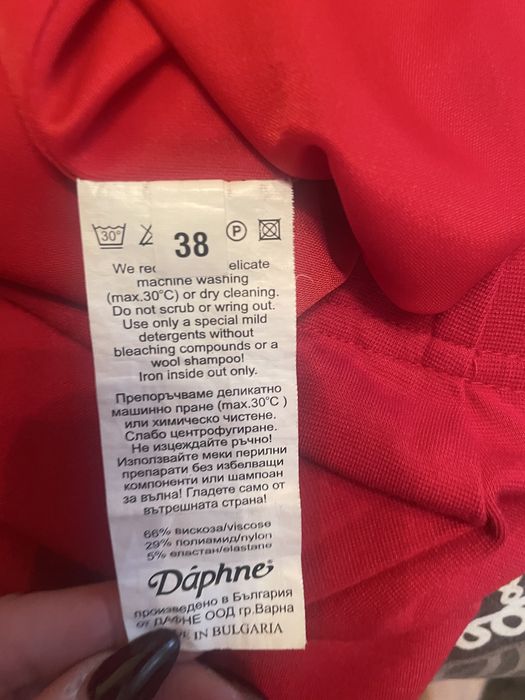 30°
38
P
We rec elicate
machine washing
(max.30°C) or dry cleaning.
Do not scrub or wring out.
Use only a special mild
detergents without
bleaching compounds or a
wool shampoo!
Iron inside out only.
Препоръчваме деликатно
машинно пране (max.30°C )
или химическо чистене.
Слабо центрофугиране.
Не изцеждайте ръчно!
Използвайте меки перилни
препарати без избелващи
компоненти или шампоан
за вълна! Гладете само от
вътрешната страна!
66% вискоза/viscose
29% полиамид/nylon
5% еластан/elastane
Dáphne
произведено в България
от ДАФНЕ ООД гр.Варна
IN BULGARIA